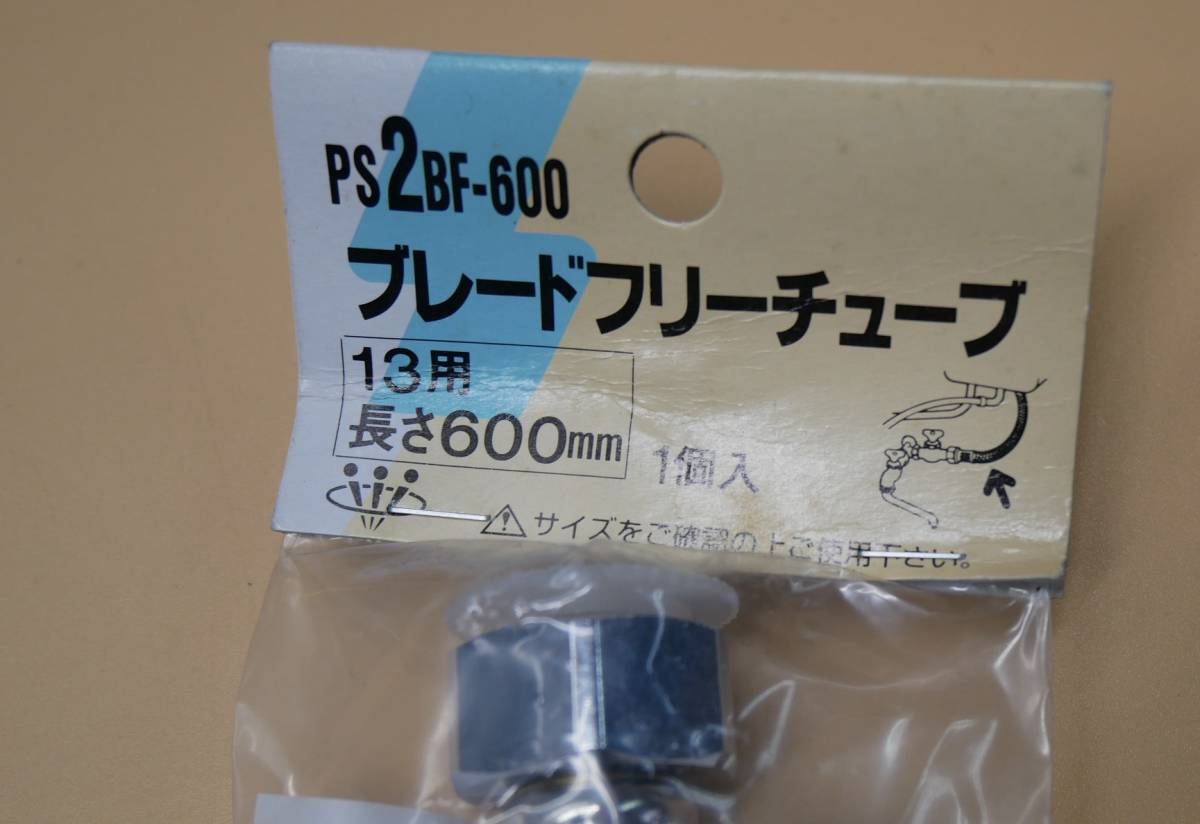 PS2BF-600
ブレードフリーチューブ
13用
長さ600mm
1個入
サイズをご確認の上ご使用下さい。